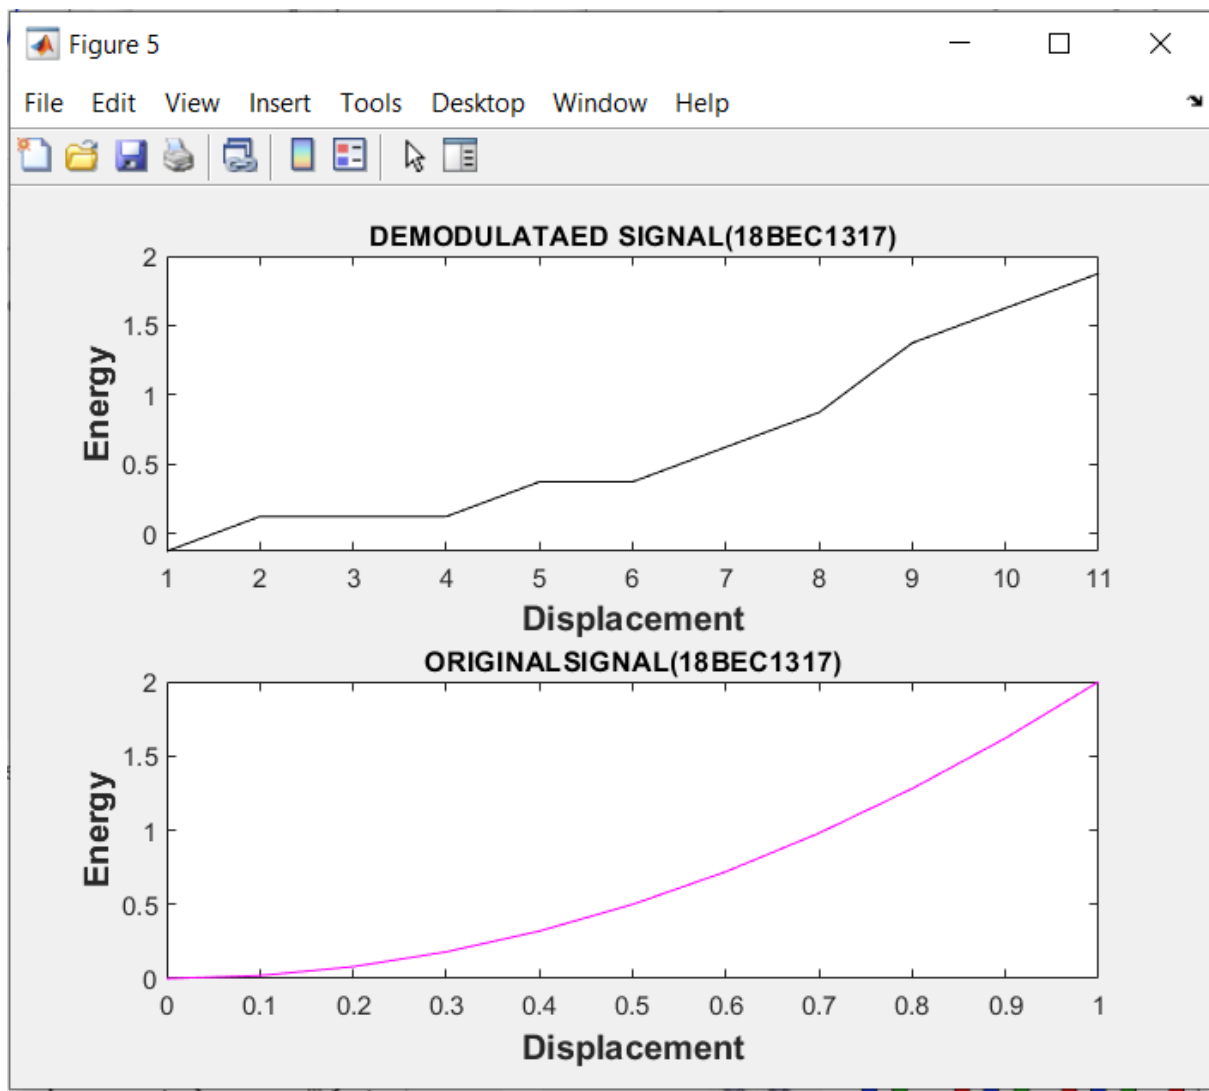 Figure 5
File Edit View Insert Tools Desktop Window Help
DEMODULATAED SIGNAL(18BEC1317)
2
1.5
1
0.5
0
Energy
1 2 3 4 5 6 7 8 9 10 11
Displacement
ORIGINALSIGNAL(18BEC1317)
2
1.5
1
0.5
0
Energy
0 0.1 0.2 0.3 0.4 0.5 0.6 0.7 0.8 0.9 1
Displacement